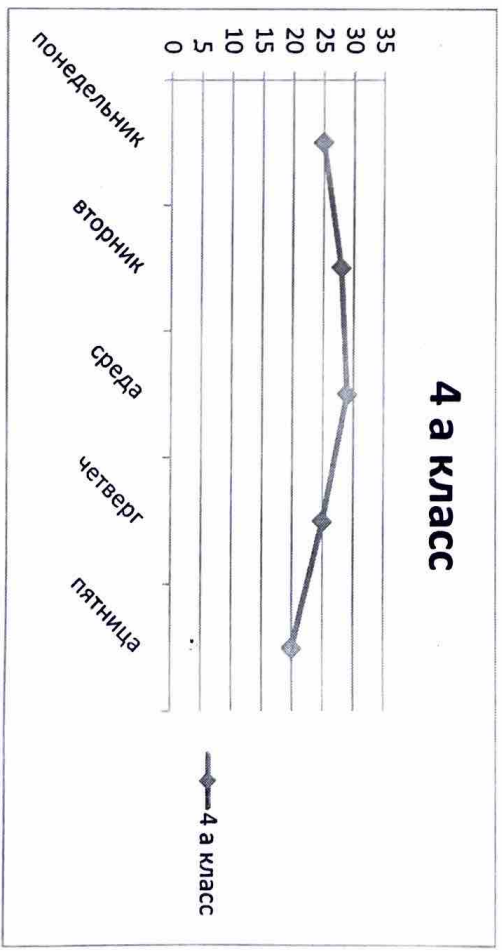 4 а класс
35
30
25
20
15
10
5
0
понедельник
вторник
среда
четверг
пятница
4 а класс